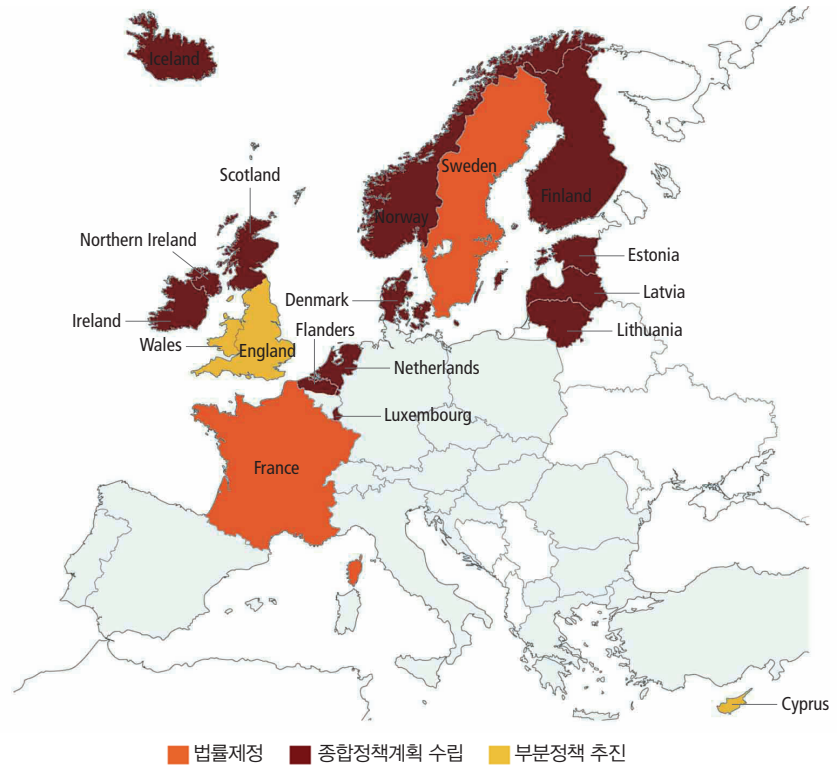 Iceland
Scotland
Sweden
Finland
Norway
Northern Ireland
Estonia
Latvia
Denmark
Ireland
Flanders
Lithuania
Wales
England
Netherlands
Luxembourg
France
Cyprus
법률제정 종합정책계획 수립 부분정책 추진